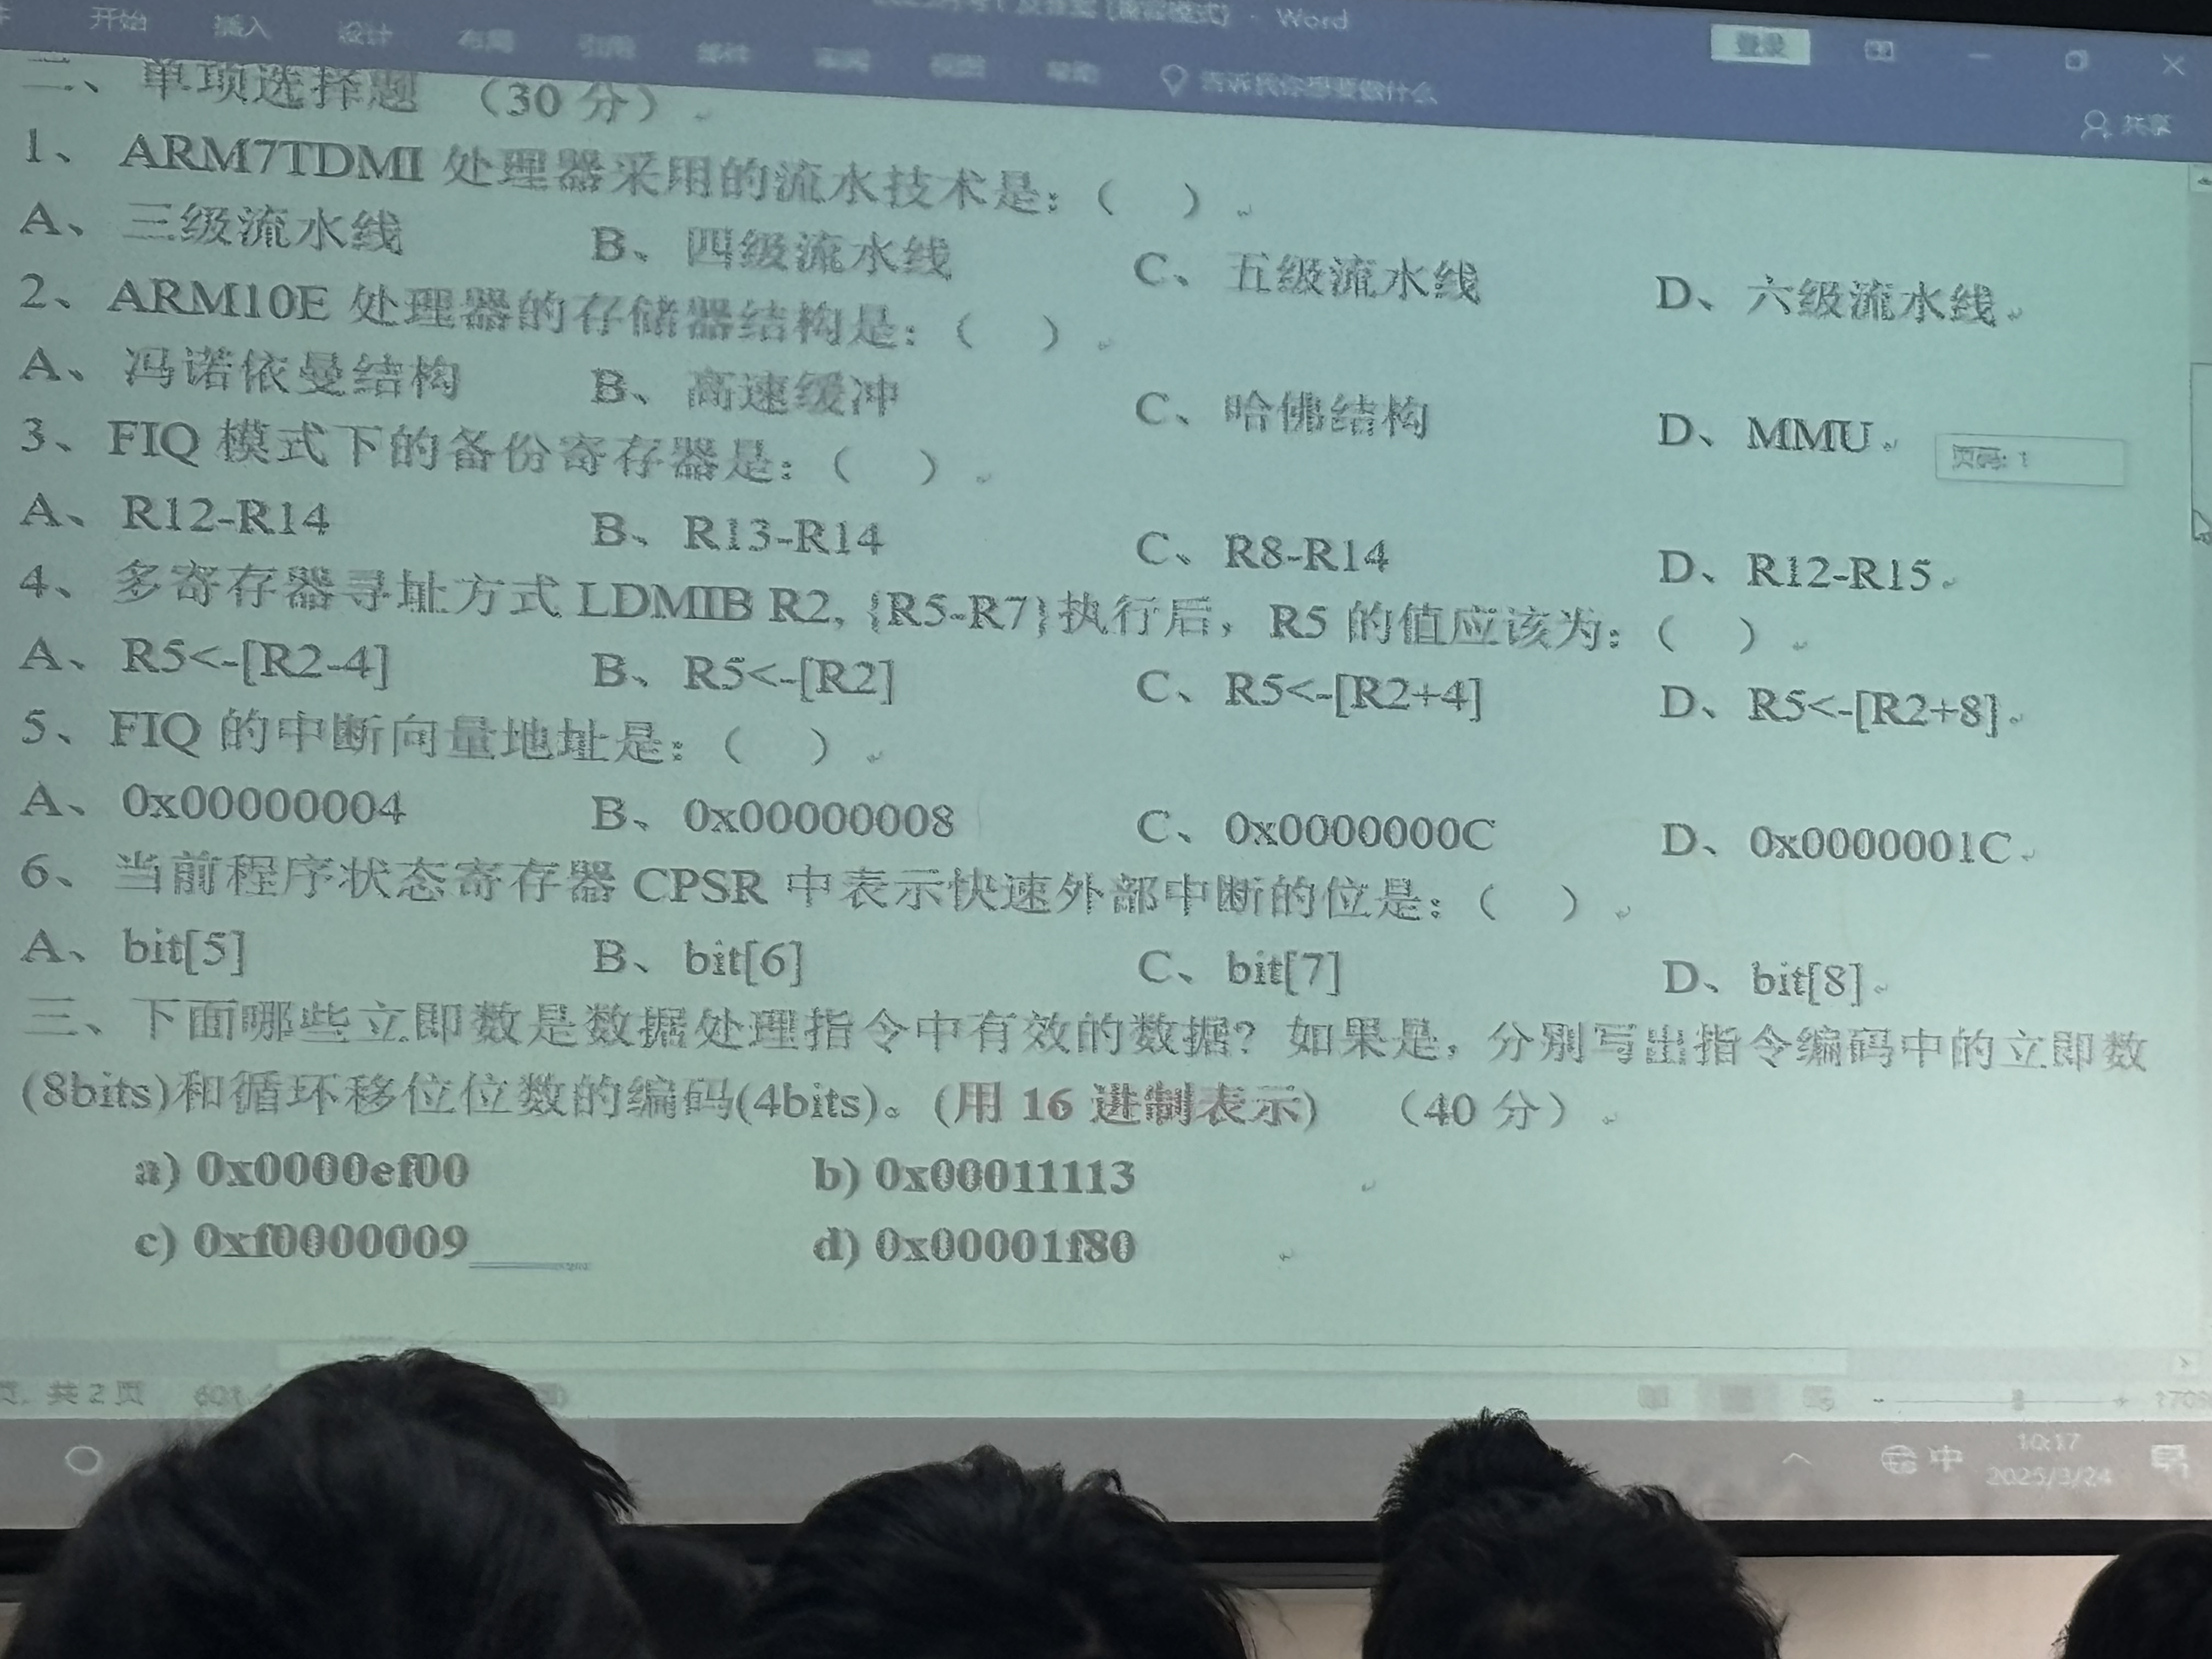 开始 插入 设计 布局 引用 邮件 审阅 视图 帮助 告诉我你想要做什么
- Word
登录
共享
二、单项选择题 （30 分）
1、 ARM7TDMI 处理器采用的流水技术是:（ ）
A、三级流水线 B、四级流水线 C、五级流水线 D、六级流水线
2、ARM10E 处理器的存储器结构是:（ ）
A、冯诺依曼结构 B、高速缓冲 C、哈佛结构 D、MMU
页码: 1
3、FIQ 模式下的备份寄存器是:（ ）
A、R12-R14 B、R13-R14 C、R8-R14 D、R12-R15
4、多寄存器寻址方式 LDMIB R2, {R5-R7}执行后，R5 的值应该为:（ ）
A、R5<-[R2-4] B、R5<-[R2] C、R5<-[R2+4] D、R5<-[R2+8]
5、FIQ 的中断向量地址是:（ ）
A、0x00000004 B、0x00000008 C、0x0000000C D、0x0000001C
6、当前程序状态寄存器 CPSR 中表示快速外部中断的位是:（ ）
A、bit[5] B、bit[6] C、bit[7] D、bit[8]
三、下面哪些立即数是数据处理指令中有效的数据？如果是，分别写出指令编码中的立即数
(8bits)和循环移位位数的编码(4bits)。(用 16 进制表示) （40 分）
a) 0x0000ef00 b) 0x00011113
c) 0xf0000009 d) 0x00001f80
页, 共 2 页
中
10:17
2025/3/24